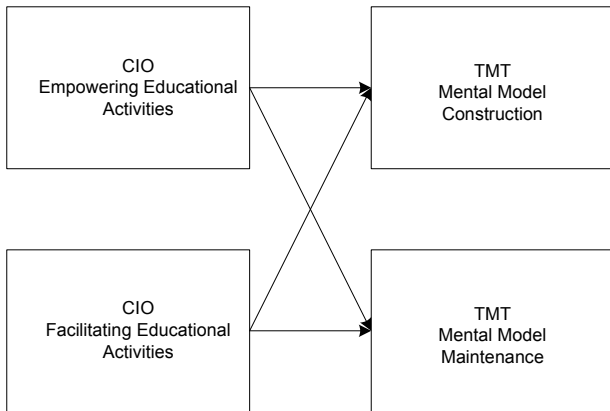 CIO
Empowering Educational
Activities
TMT
Mental Model
Construction
CIO
Facilitating Educational
Activities
TMT
Mental Model
Maintenance